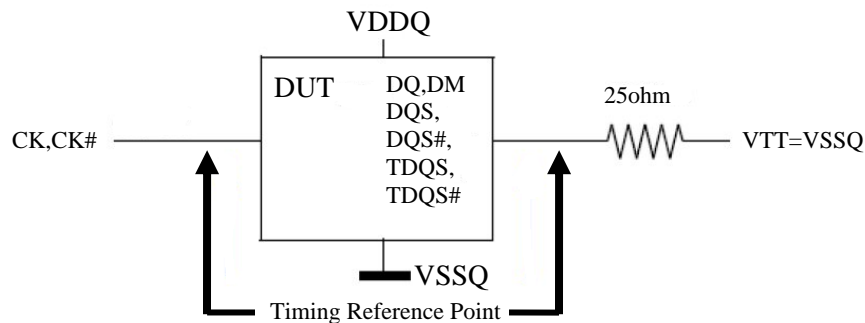 VDDQ
DUT
DQ,DM
DQS,
DQS#,
TDQS,
TDQS#
CK,CK#
25ohm
VTT=VSSQ
VSSQ
Timing Reference Point